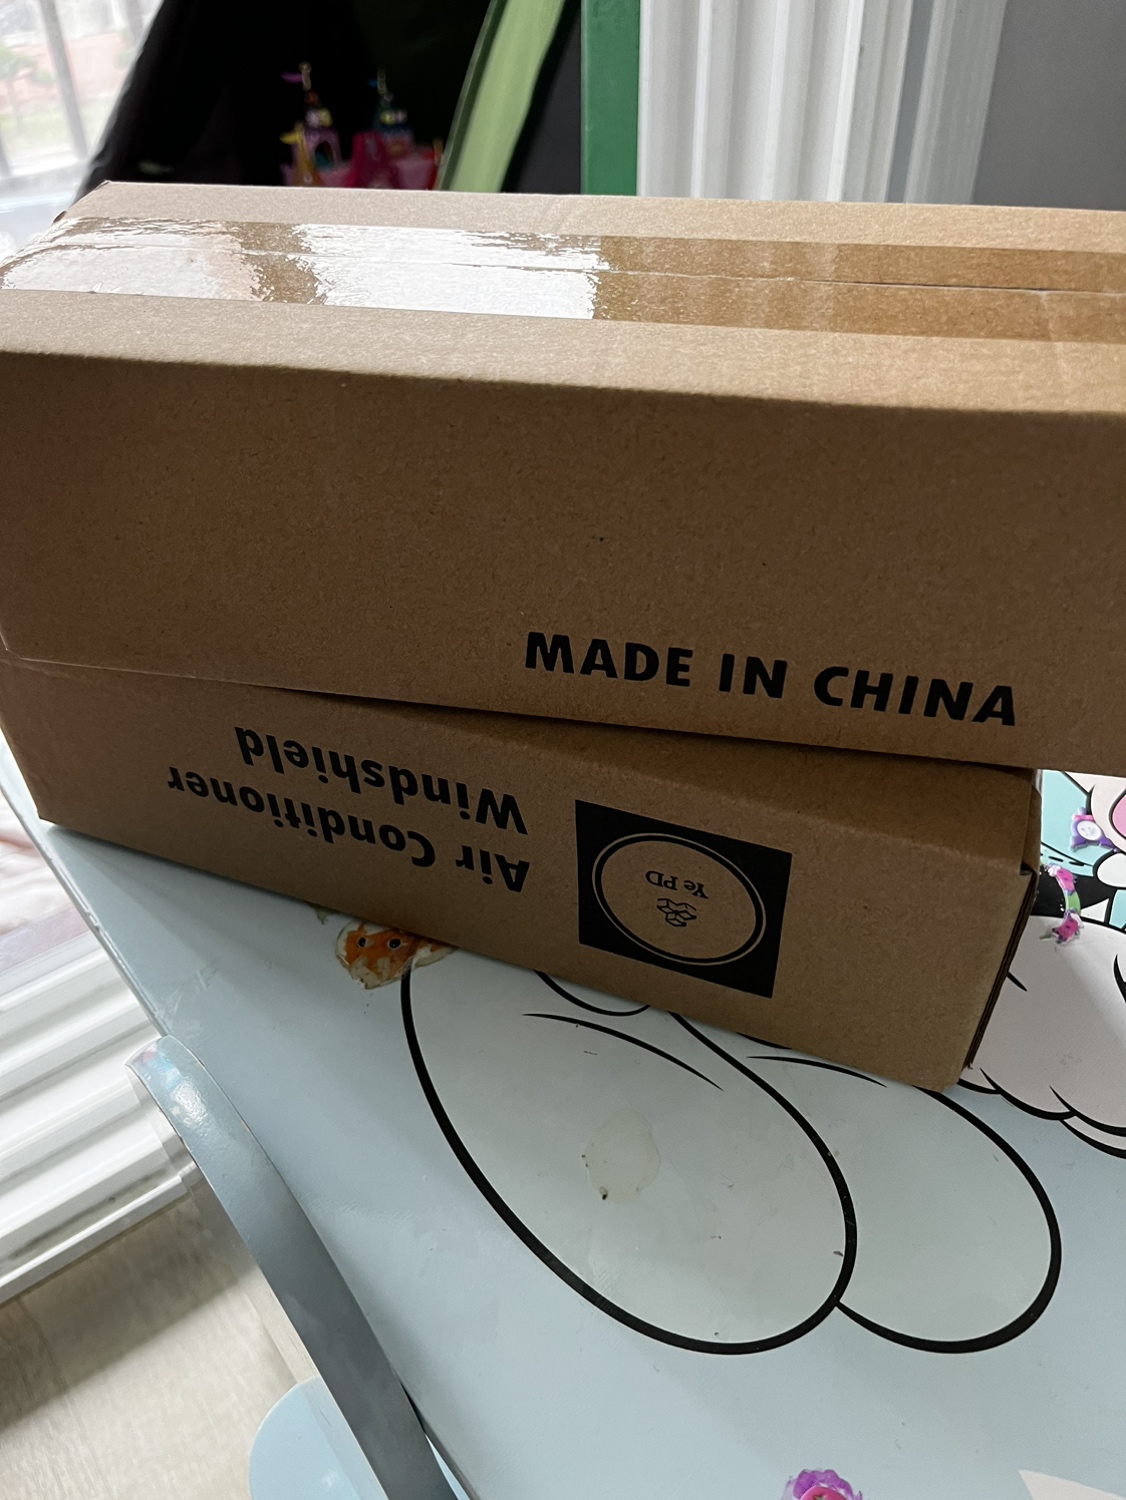 MADE IN CHINA
Air Conditioner
Windshield
Ye PD